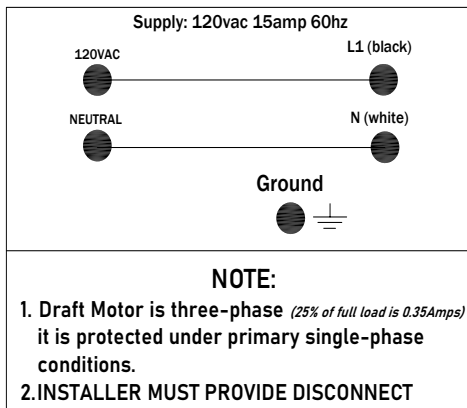 Supply: 120vac 15amp 60hz
120VAC
L1 (black)
NEUTRAL
N (white)
Ground
NOTE:
1. Draft Motor is three-phase (25% of full load is 0.35Amps)
it is protected under primary single-phase
conditions.
2.INSTALLER MUST PROVIDE DISCONNECT